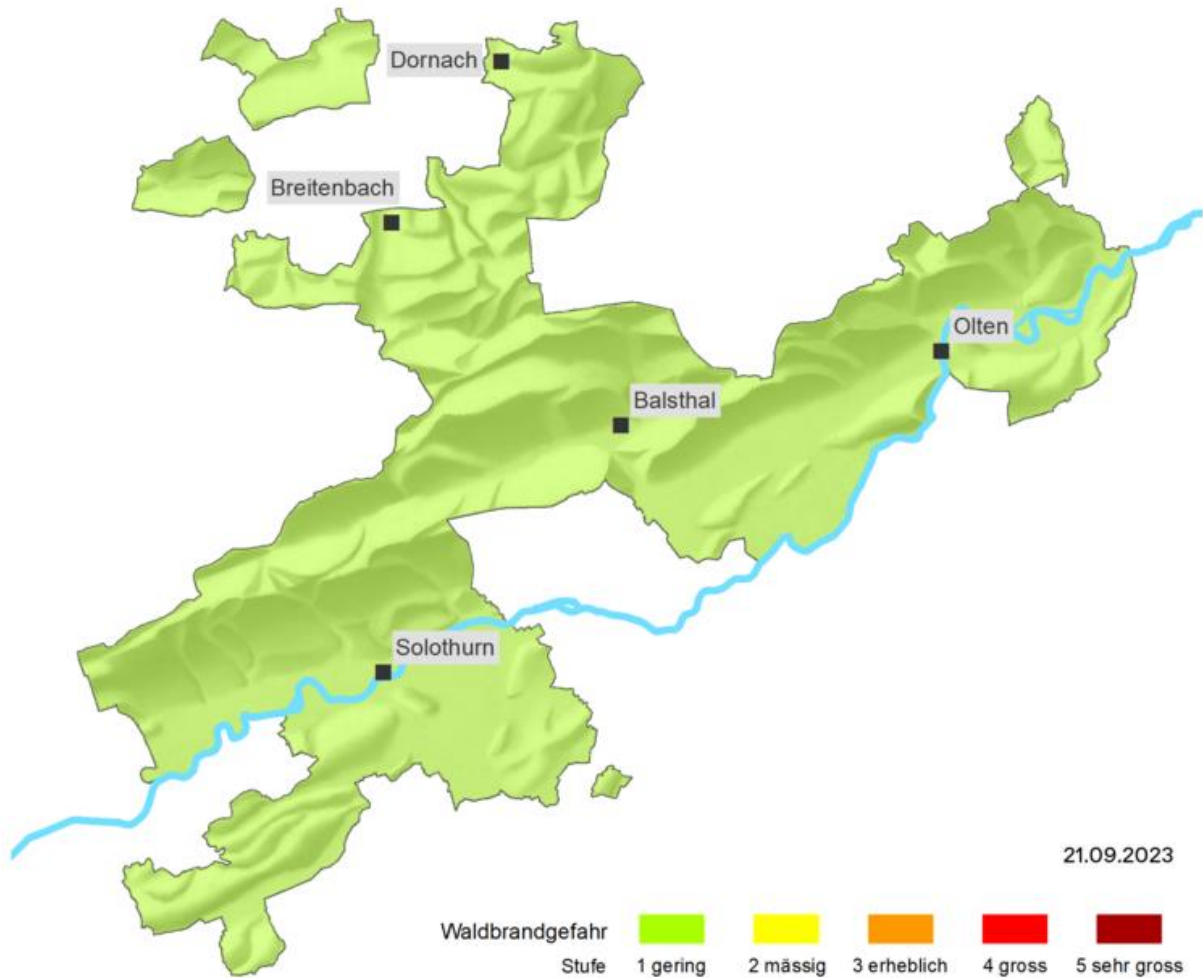 Dornach
Breitenbach
Olten
Balsthal
Solothurn
21.09.2023
Waldbrandgefahr
Stufe 1 gering 2 mässig 3 erheblich 4 gross 5 sehr gross